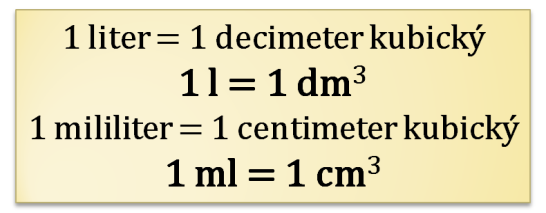 1 liter = 1 decimeter kubický
1 l = 1 dm³
1 mililiter = 1 centimeter kubický
1 ml = 1 cm³